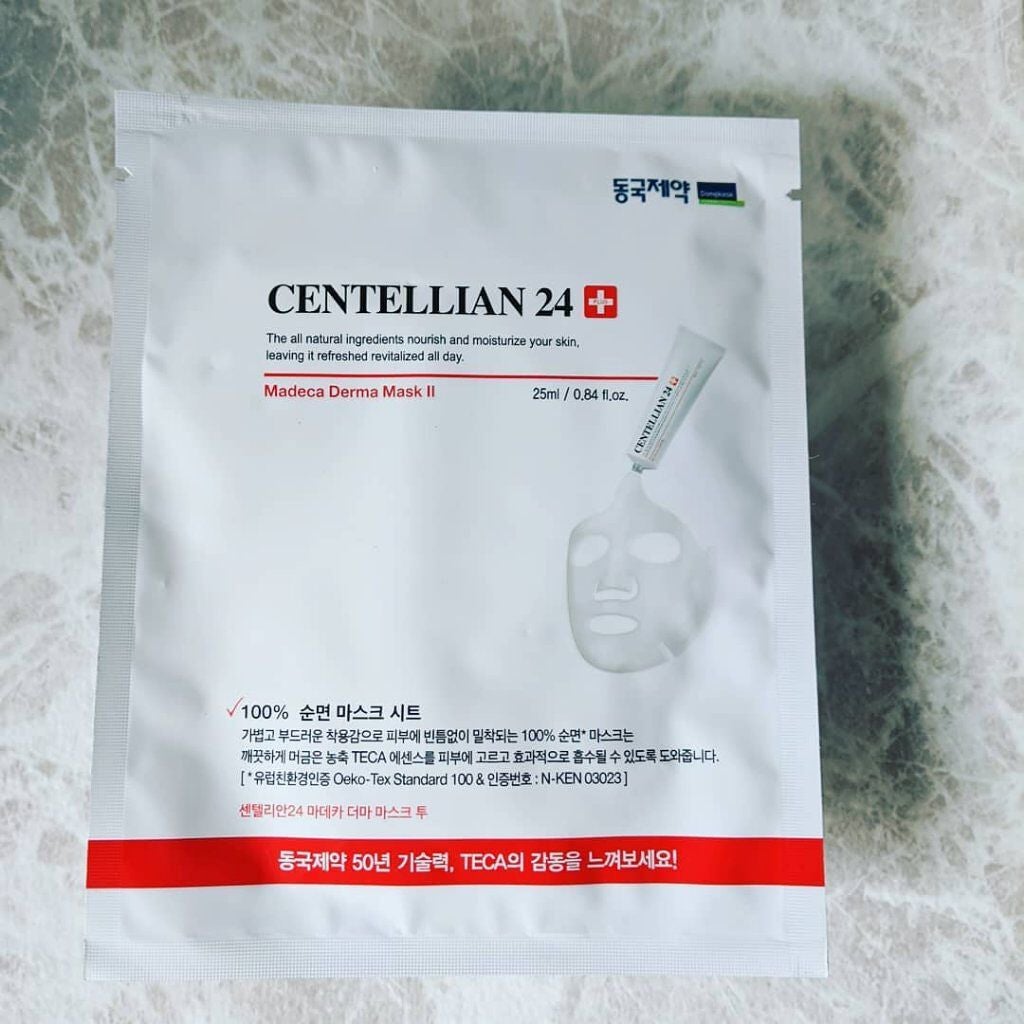 동국제약 Dongkook
CENTELLIAN 24
PLUS
The all natural ingredients nourish and moisturize your skin,
leaving it refreshed revitalized all day.
Madeca Derma Mask II 25ml / 0.84 fl.oz.
CENTELLIAN 24
✓100% 순면 마스크 시트
가볍고 부드러운 착용감으로 피부에 빈틈없이 밀착되는 100% 순면* 마스크는
깨끗하게 머금은 농축 TECA 에센스를 피부에 고르고 효과적으로 흡수될 수 있도록 도와줍니다.
[ *유럽친환경인증 Oeko-Tex Standard 100 & 인증번호 : N-KEN 03023 ]
센텔리안24 마데카 더마 마스크 투
동국제약 50년 기술력, TECA의 감동을 느껴보세요!